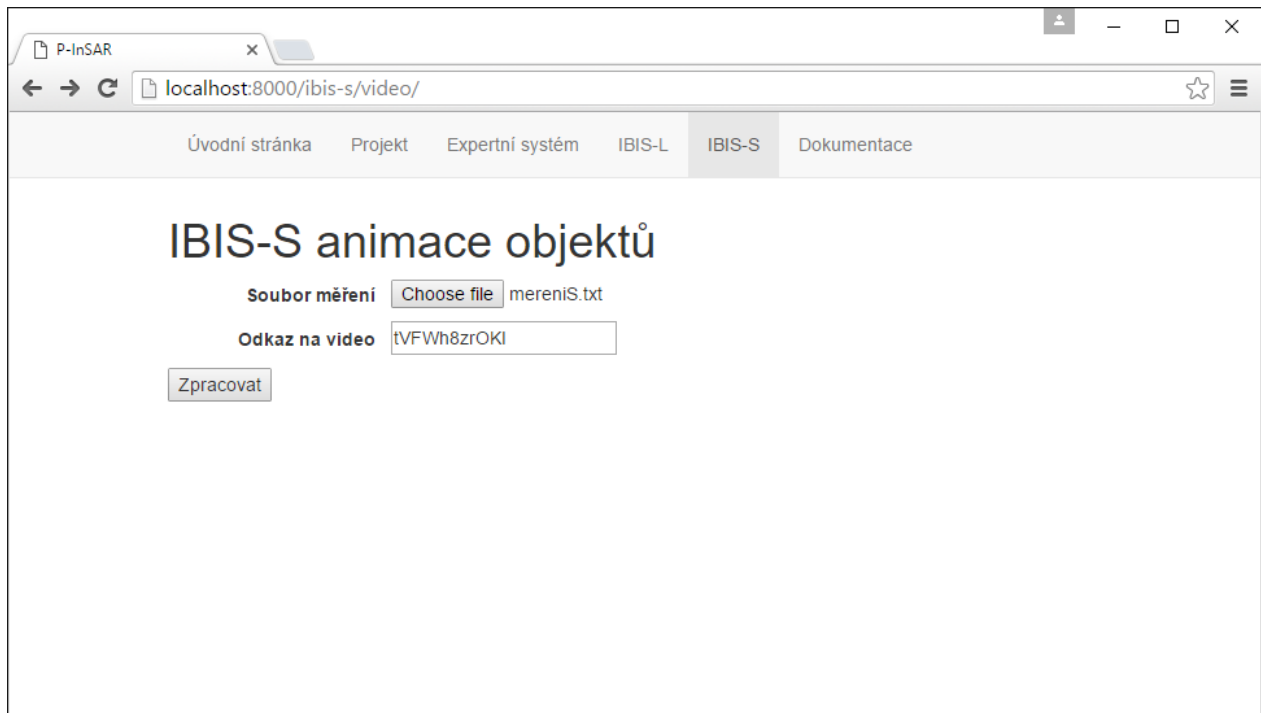 P-InSAR
localhost:8000/ibis-s/video/
Úvodní stránka Projekt Expertní systém IBIS-L IBIS-S Dokumentace
IBIS-S animace objektů
Soubor měření Choose file mereniS.txt
Odkaz na video tVFWh8zrOKI
Zpracovat